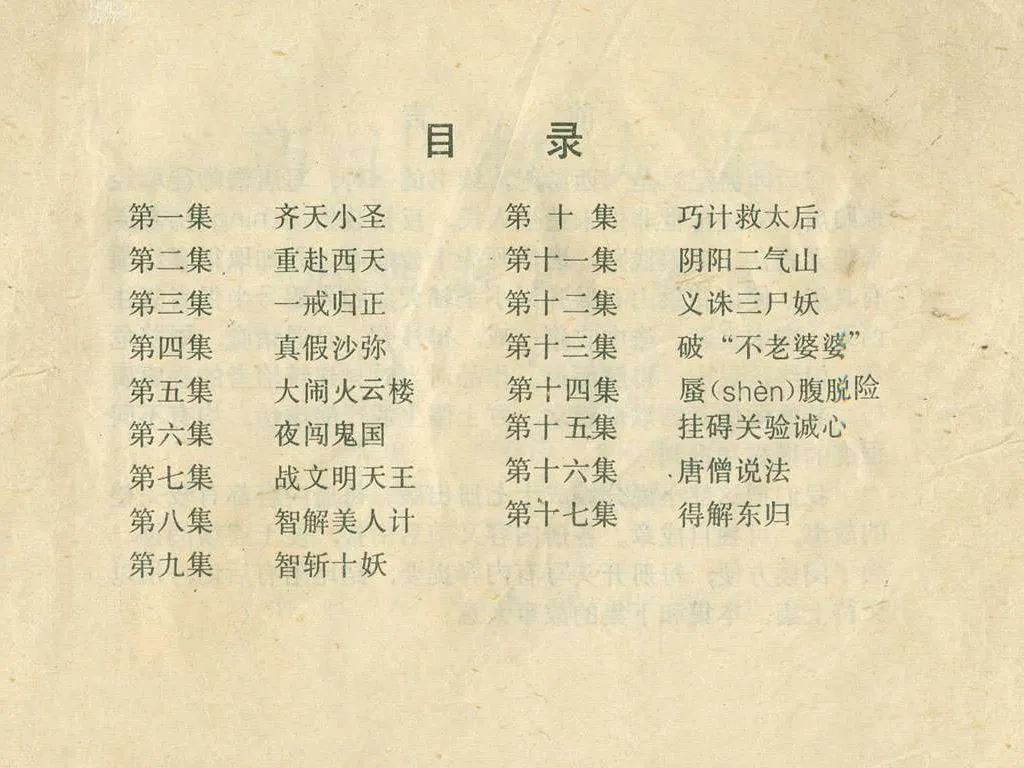 目 录
第一集 齐天小圣
第二集 重赴西天
第三集 一戒归正
第四集 真假沙弥
第五集 大闹火云楼
第六集 夜闯鬼国
第七集 战文明天王
第八集 智解美人计
第九集 智斩十妖
第十集 巧计救太后
第十一集 阴阳二气山
第十二集 义诛三尸妖
第十三集 破“不老婆婆”
第十四集 蜃(shèn)腹脱险
第十五集 挂碍关验诚心
第十六集 唐僧说法
第十七集 得解东归